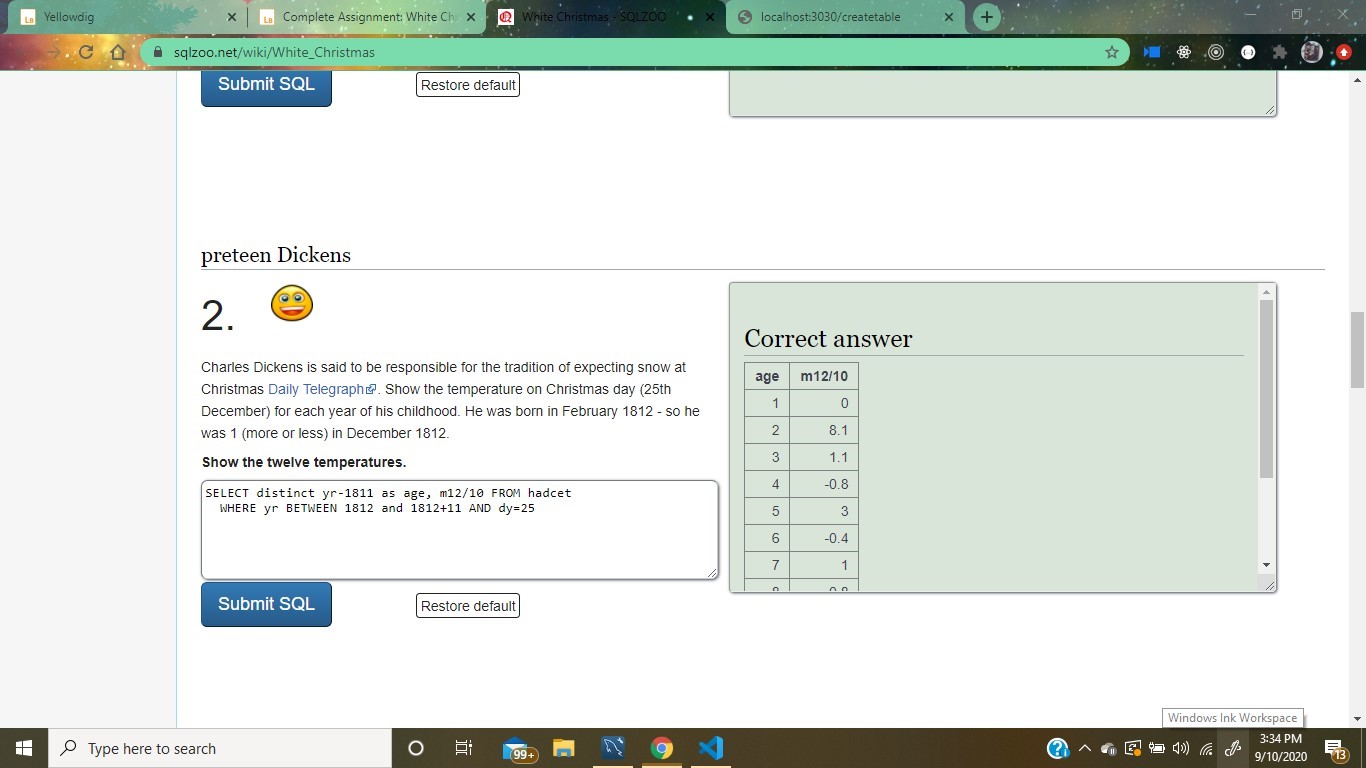 Yellowdig
Complete Assignment: White Ch
White Christmas - SQLZOO
localhost:3030/createtable
sqlzoo.net/wiki/White_Christmas
Submit SQL
Restore default
preteen Dickens
2.
Charles Dickens is said to be responsible for the tradition of expecting snow at
Christmas Daily Telegraph. Show the temperature on Christmas day (25th
December) for each year of his childhood. He was born in February 1812 - so he
was 1 (more or less) in December 1812.
Show the twelve temperatures.
SELECT distinct yr-1811 as age, m12/10 FROM hadcet
WHERE yr BETWEEN 1812 and 1812+11 AND dy=25
Submit SQL
Restore default
Correct answer
age m12/10
1 0
2 8.1
3 1.1
4 -0.8
5 3
6 -0.4
7 1
Windows Ink Workspace
Type here to search
99+
3:34 PM
9/10/2020
13